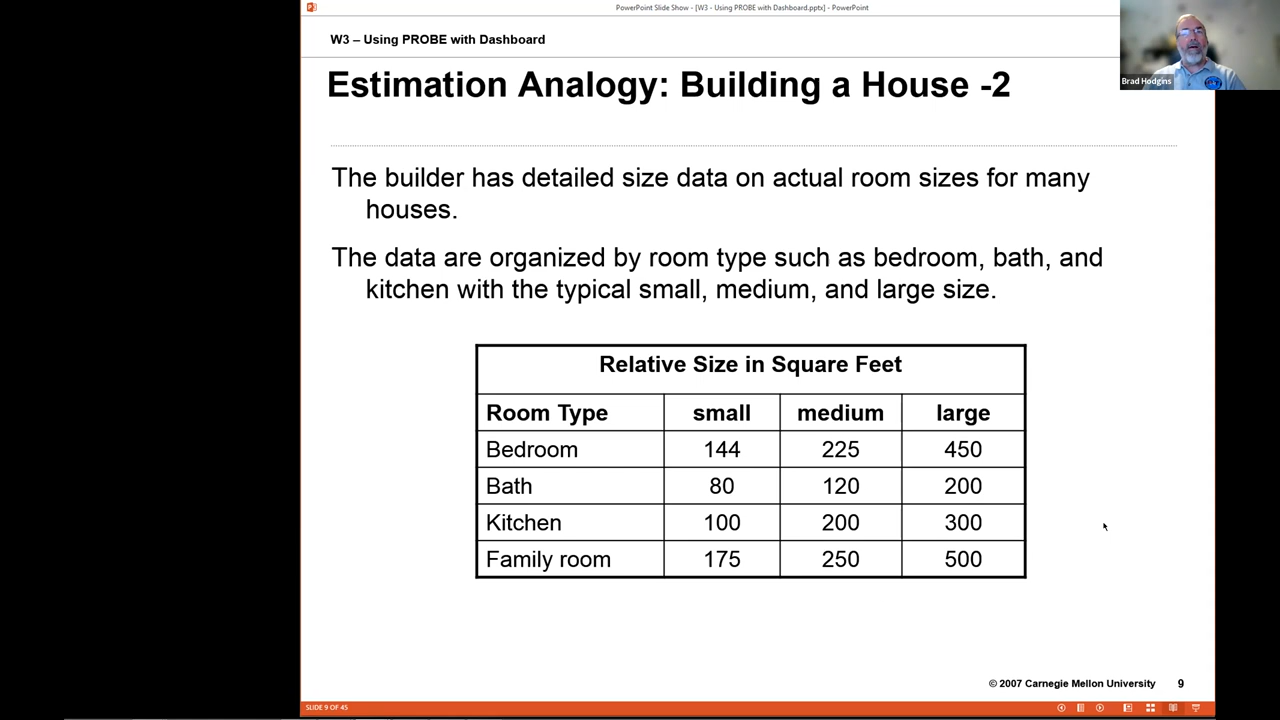 PowerPoint Slide Show - [W3 - Using PROBE with Dashboard.pptx] - PowerPoint
W3 – Using PROBE with Dashboard
Brad Hodgins
Estimation Analogy: Building a House -2
The builder has detailed size data on actual room sizes for many
houses.
The data are organized by room type such as bedroom, bath, and
kitchen with the typical small, medium, and large size.
Relative Size in Square Feet
Room Type small medium large
Bedroom 144 225 450
Bath 80 120 200
Kitchen 100 200 300
Family room 175 250 500
© 2007 Carnegie Mellon University 9
SLIDE 9 OF 45